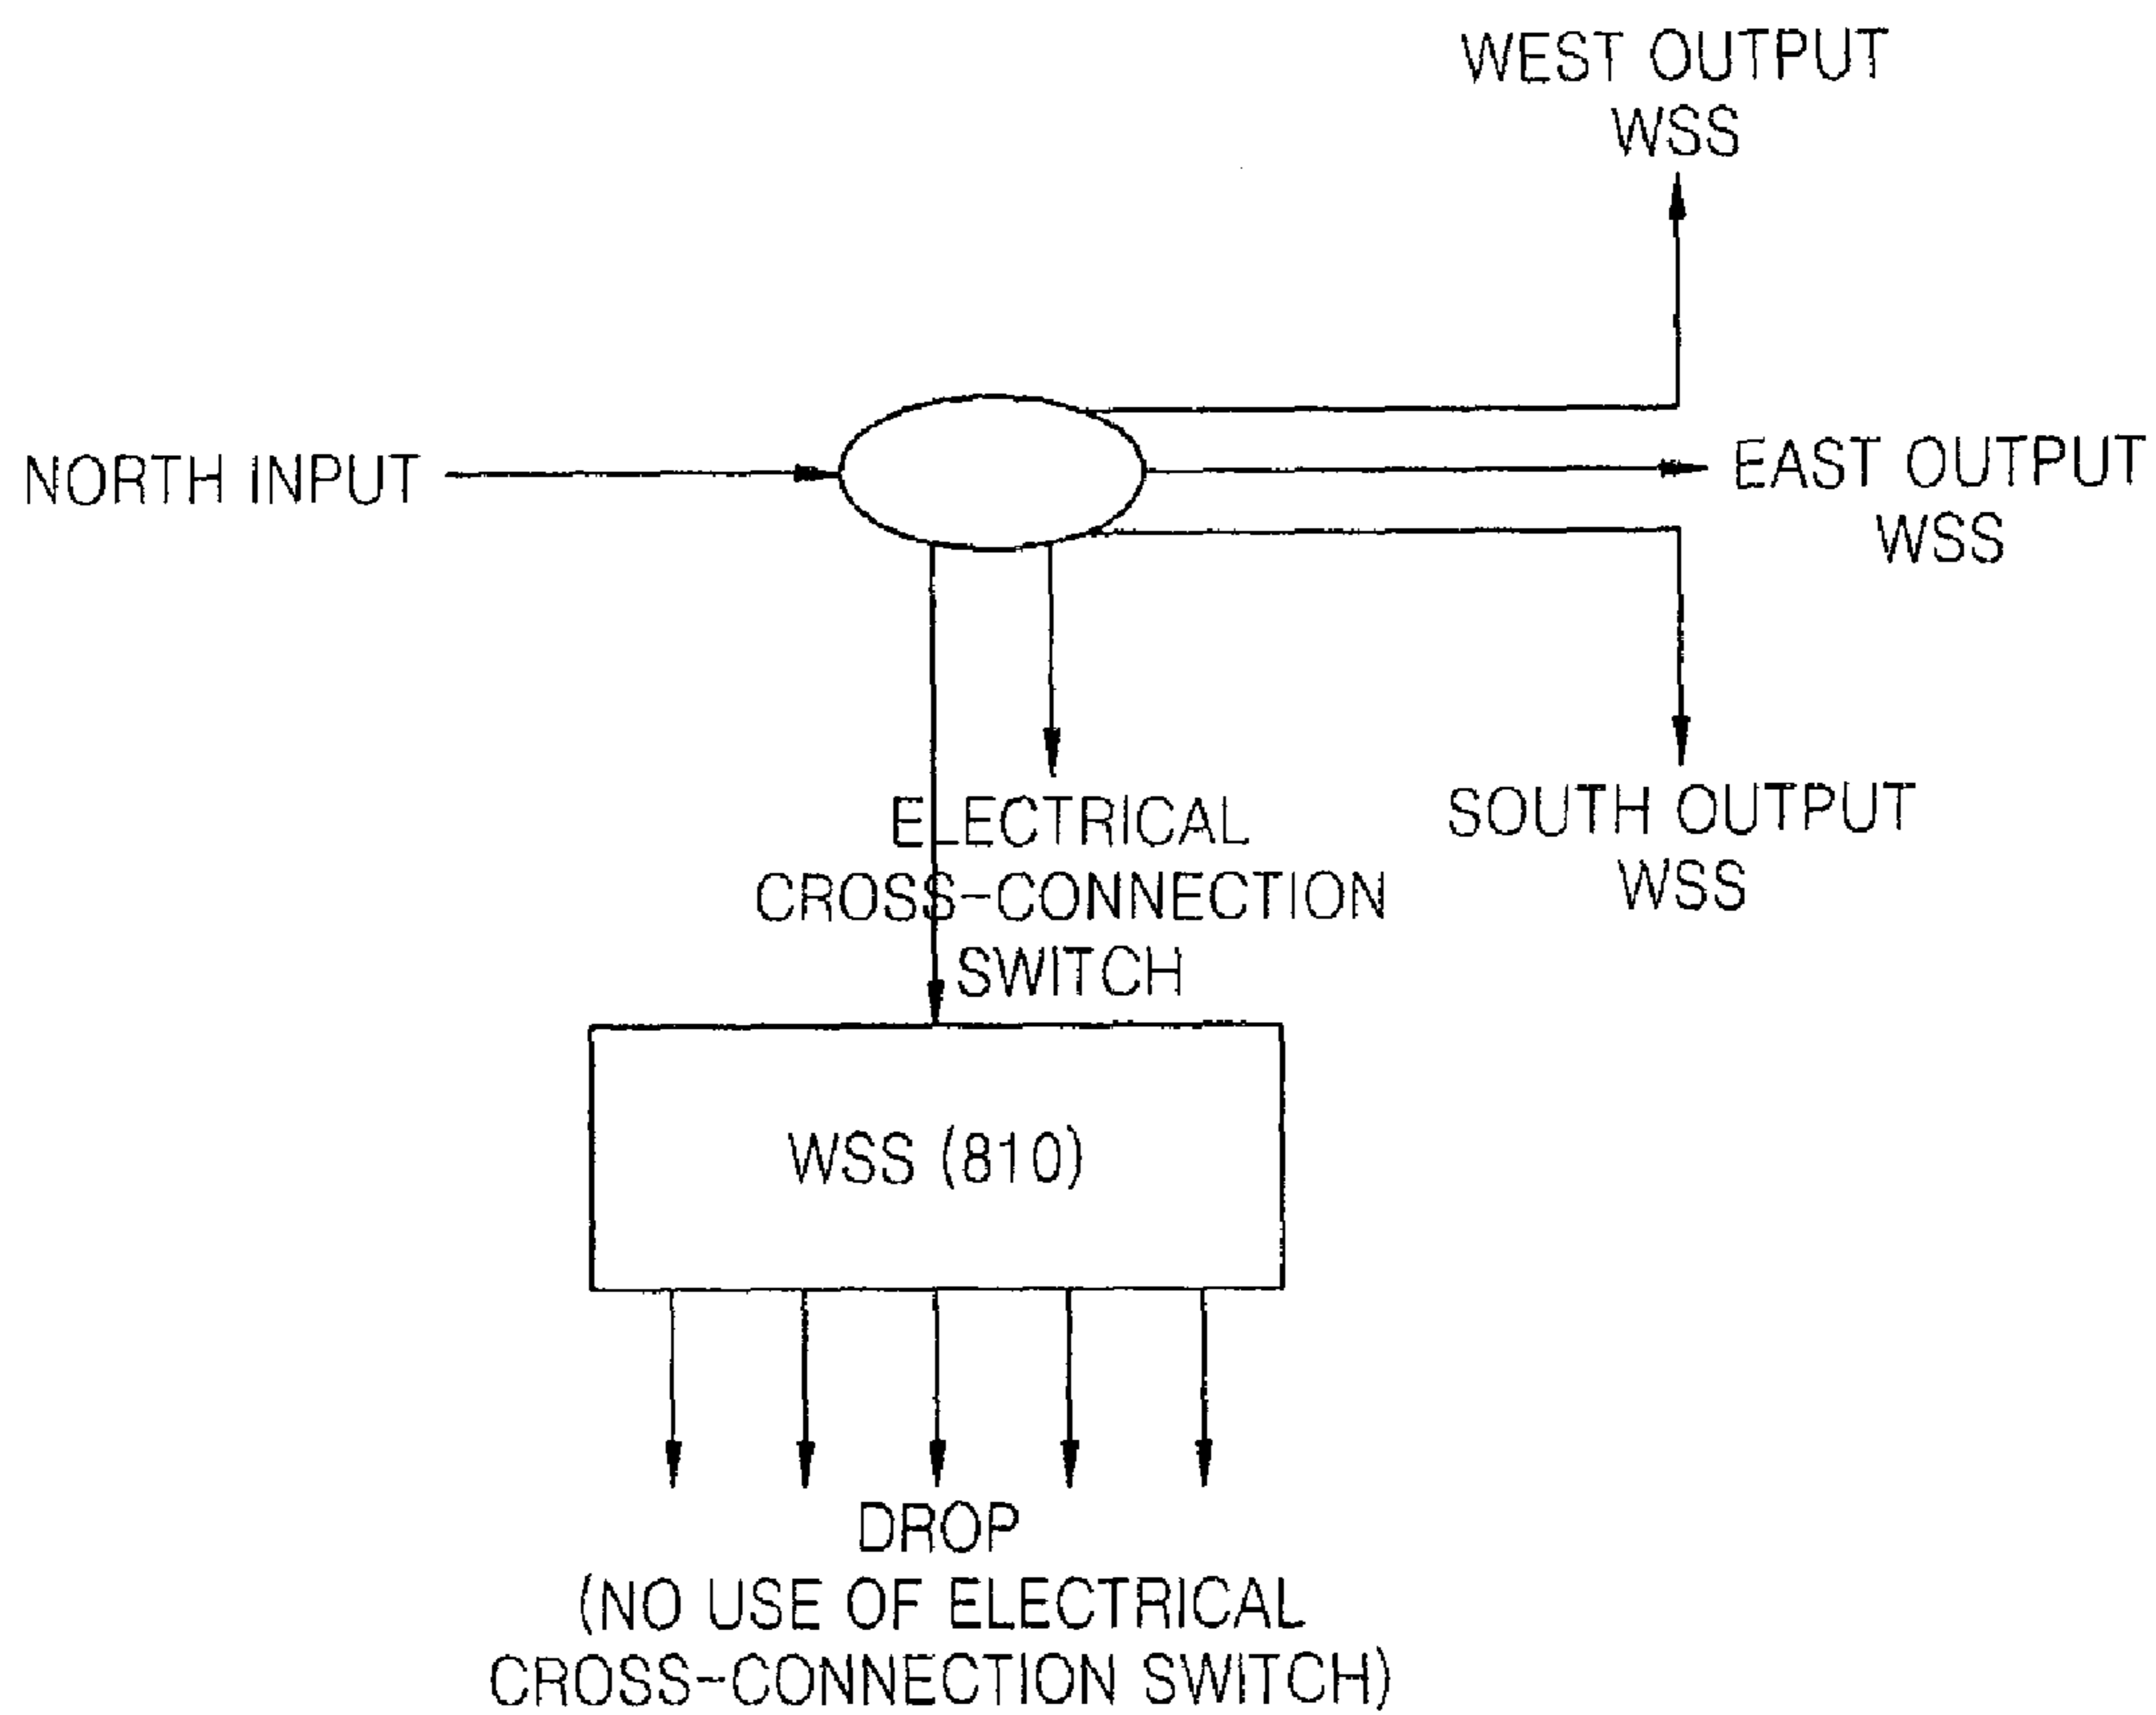 WEST OUTPUT
WSS
NORTH INPUT
EAST OUTPUT
WSS
ELECTRICAL
CROSS-CONNECTION
SWITCH
SOUTH OUTPUT
WSS
WSS (810)
DROP
(NO USE OF ELECTRICAL
CROSS-CONNECTION SWITCH)